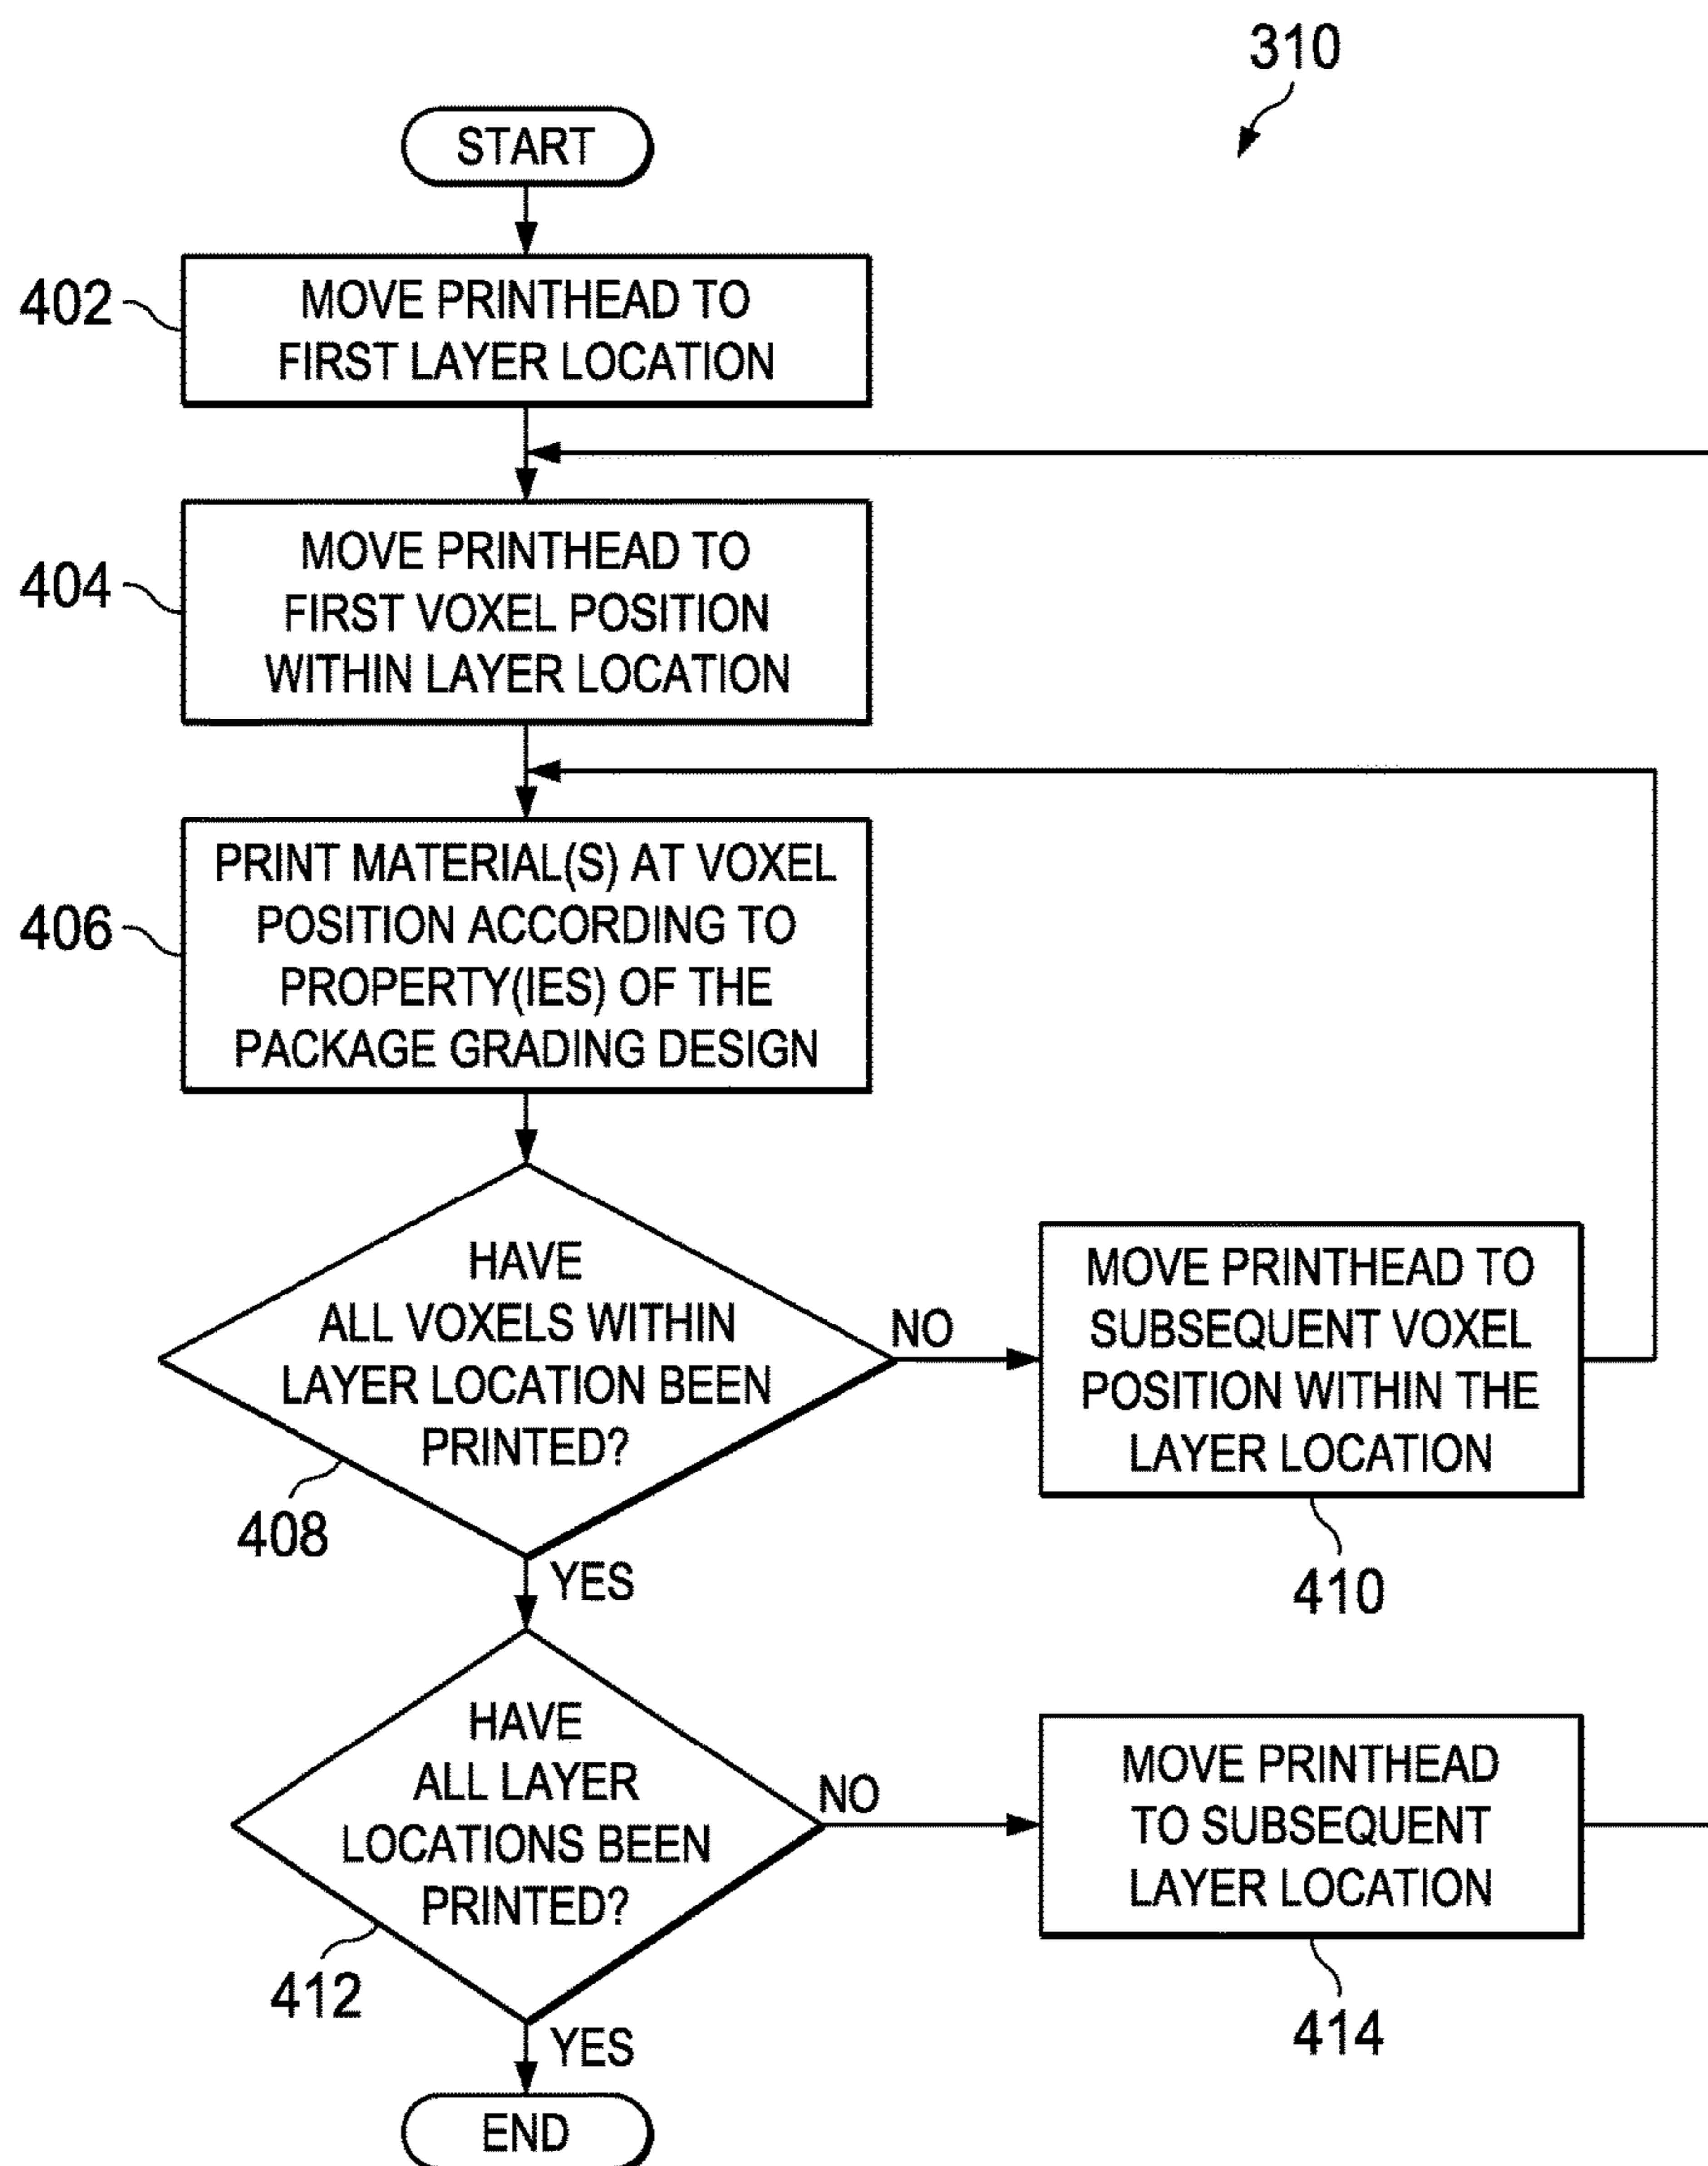 310
START
402
MOVE PRINTHEAD TO
FIRST LAYER LOCATION
404
MOVE PRINTHEAD TO
FIRST VOXEL POSITION
WITHIN LAYER LOCATION
406
PRINT MATERIAL(S) AT VOXEL
POSITION ACCORDING TO
PROPERTY(IES) OF THE
PACKAGE GRADING DESIGN
HAVE
ALL VOXELS WITHIN
LAYER LOCATION BEEN
PRINTED?
408
NO
MOVE PRINTHEAD TO
SUBSEQUENT VOXEL
POSITION WITHIN THE
LAYER LOCATION
410
YES
HAVE
ALL LAYER
LOCATIONS BEEN
PRINTED?
412
NO
MOVE PRINTHEAD
TO SUBSEQUENT
LAYER LOCATION
414
YES
END